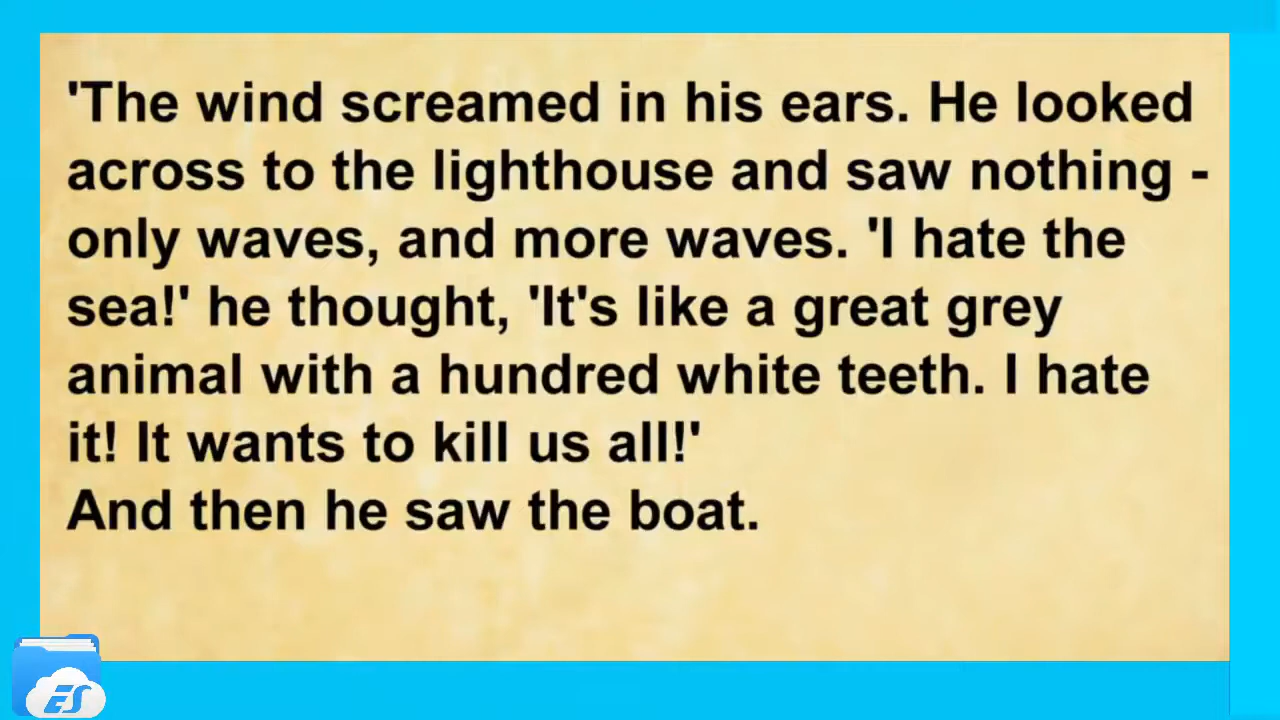 'The wind screamed in his ears. He looked
across to the lighthouse and saw nothing -
only waves, and more waves. 'I hate the
sea!' he thought, 'It's like a great grey
animal with a hundred white teeth. I hate
it! It wants to kill us all!'
And then he saw the boat.
ES